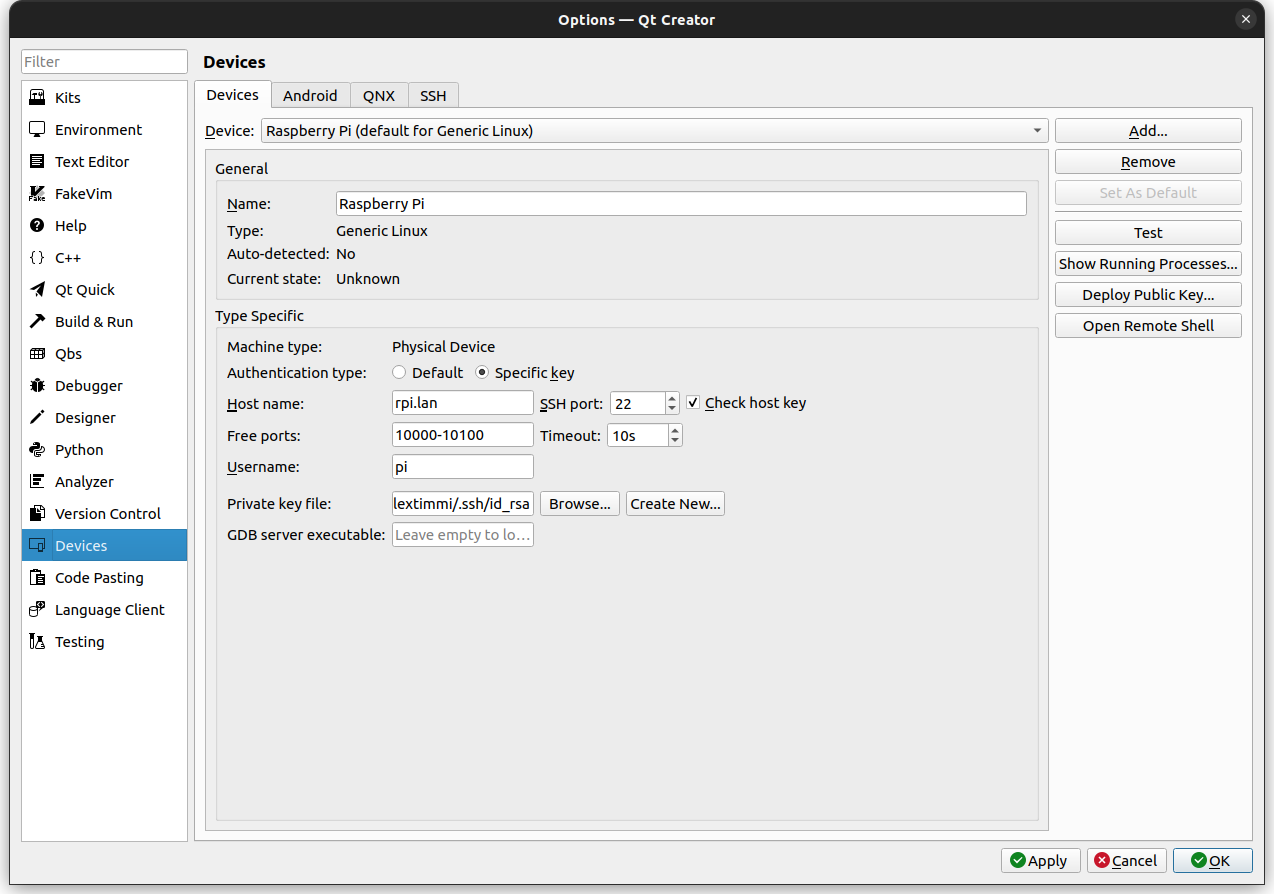 Options — Qt Creator
Filter
Kits
Environment
Text Editor
FakeVim
Help
C++
Qt Quick
Build & Run
Qbs
Debugger
Designer
Python
Analyzer
Version Control
Devices
Code Pasting
Language Client
Testing
Devices
Devices Android QNX SSH
Device: Raspberry Pi (default for Generic Linux)
General
Name: Raspberry Pi
Type: Generic Linux
Auto-detected: No
Current state: Unknown
Type Specific
Machine type: Physical Device
Authentication type: Default Specific key
Host name: rpi.lan SSH port: 22 Check host key
Free ports: 10000-10100 Timeout: 10s
Username: pi
Private key file: lextimmi/.ssh/id_rsa Browse... Create New...
GDB server executable: Leave empty to lo...
Add...
Remove
Set As Default
Test
Show Running Processes...
Deploy Public Key...
Open Remote Shell
Apply Cancel OK